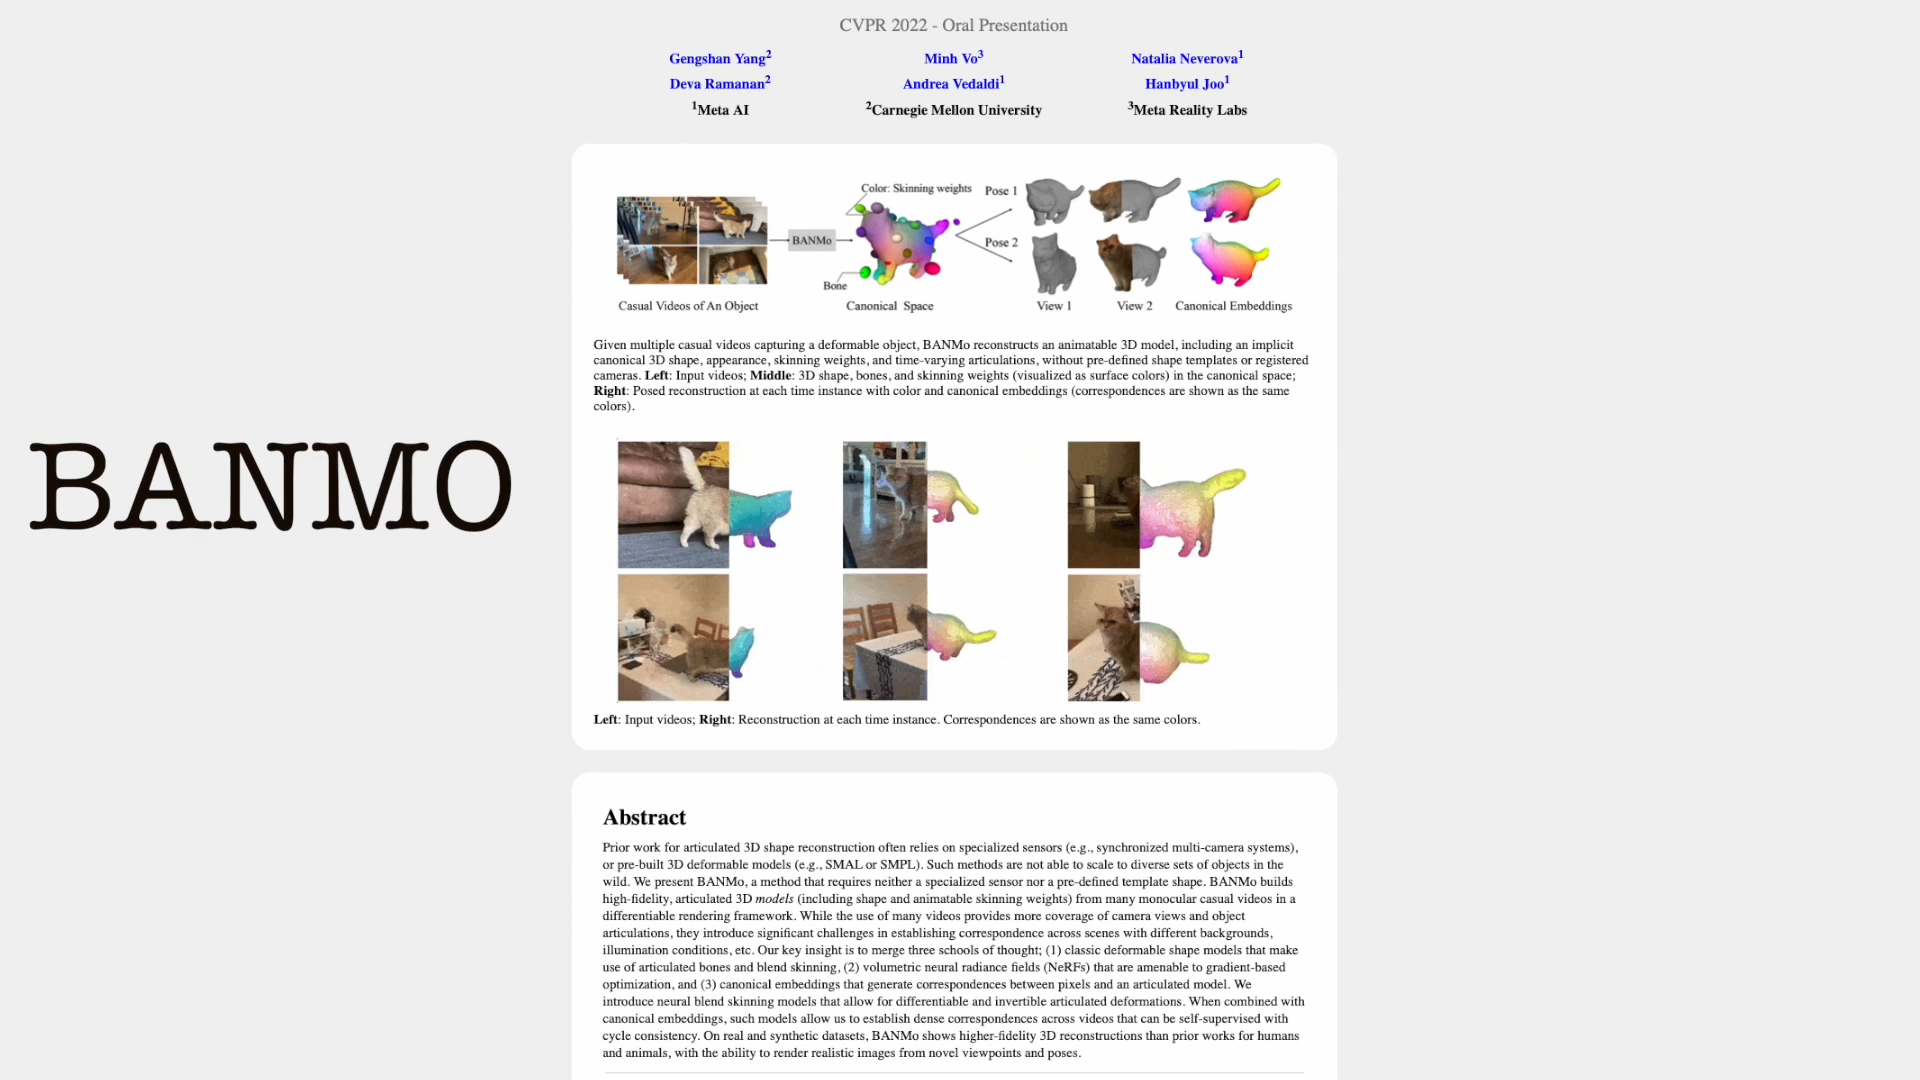 CVPR 2022 - Oral Presentation
Gengshan Yang2 Minh Vo3 Natalia Neverova1
Deva Ramanan2 Andrea Vedaldi1 Hanbyul Joo1
1Meta AI 2Carnegie Mellon University 3Meta Reality Labs
Color: Skinning weights
Pose 1
BANMo
Pose 2
Bone
Casual Videos of An Object Canonical Space View 1 View 2 Canonical Embeddings
Given multiple casual videos capturing a deformable object, BANMo reconstructs an animatable 3D model, including an implicit
canonical 3D shape, appearance, skinning weights, and time-varying articulations, without pre-defined shape templates or registered
cameras. Left: Input videos; Middle: 3D shape, bones, and skinning weights (visualized as surface colors) in the canonical space;
Right: Posed reconstruction at each time instance with color and canonical embeddings (correspondences are shown as the same
colors).
BANMO
Left: Input videos; Right: Reconstruction at each time instance. Correspondences are shown as the same colors.
Abstract
Prior work for articulated 3D shape reconstruction often relies on specialized sensors (e.g., synchronized multi-camera systems),
or pre-built 3D deformable models (e.g., SMAL or SMPL). Such methods are not able to scale to diverse sets of objects in the
wild. We present BANMo, a method that requires neither a specialized sensor nor a pre-defined template shape. BANMo builds
high-fidelity, articulated 3D models (including shape and animatable skinning weights) from many monocular casual videos in a
differentiable rendering framework. While the use of many videos provides more coverage of camera views and object
articulations, they introduce significant challenges in establishing correspondence across scenes with different backgrounds,
illumination conditions, etc. Our key insight is to merge three schools of thought; (1) classic deformable shape models that make
use of articulated bones and blend skinning, (2) volumetric neural radiance fields (NeRFs) that are amenable to gradient-based
optimization, and (3) canonical embeddings that generate correspondences between pixels and an articulated model. We
introduce neural blend skinning models that allow for differentiable and invertible articulated deformations. When combined with
canonical embeddings, such models allow us to establish dense correspondences across videos that can be self-supervised with
cycle consistency. On real and synthetic datasets, BANMo shows higher-fidelity 3D reconstructions than prior works for humans
and animals, with the ability to render realistic images from novel viewpoints and poses.